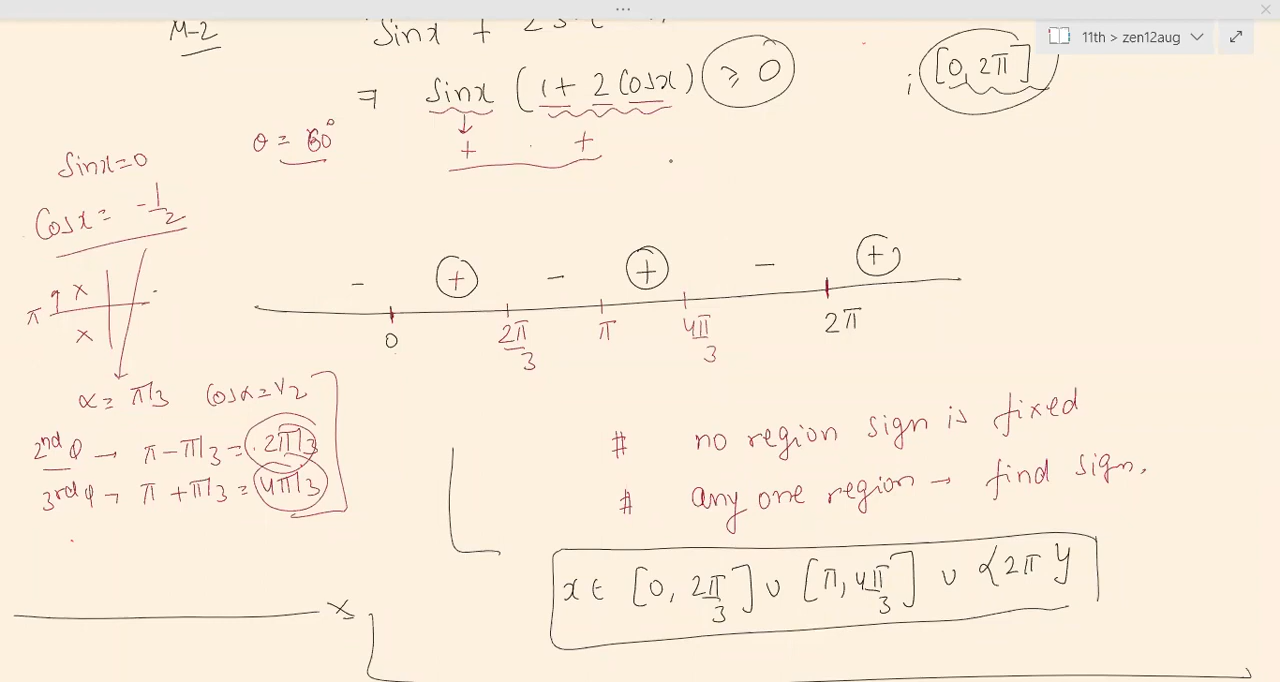 M-2
Sinx +
⇒ Sinx (1+ 2 Cosx) ≥ 0 ; [0, 2π]
11th > zen12aug
θ = 60°
+ +
Sinx=0
Cosx = -1/2
π x
x
- + - + - +
0 2π/3 π 4π/3 2π
α = π/3 Cosα=1/2
2nd Q → π-π/3 = 2π/3
3rd Q → π+π/3 = 4π/3
# no region sign is fixed
# any one region → find sign.
x ∈ [0, 2π/3] ∪ [π, 4π/3] ∪ {2π}
x